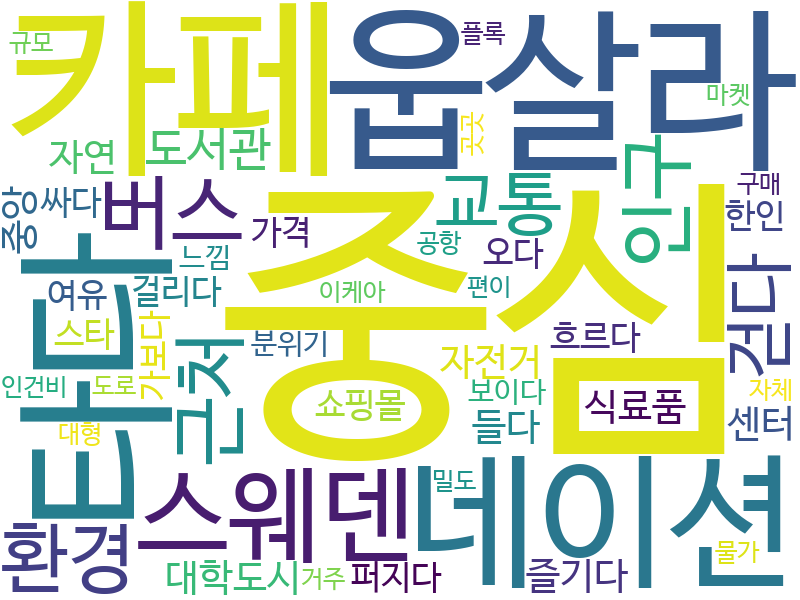 카페
웁살라
규모
플록
마켓
곳곳
자연
도서관
교통
인구
구매
한인
중앙
싸다
버스
가격
느낌
공항
오다
중심
타다
여유
걸리다
이케아
편이
걷다
스타
가보다
근처
분위기
자전거
흐르다
인건비
도로
쇼핑몰
보이다
자체
식료품
대형
들다
센터
스웨덴
밀도
네이션
환경
대학도시
거주
퍼지다
즐기다
물가